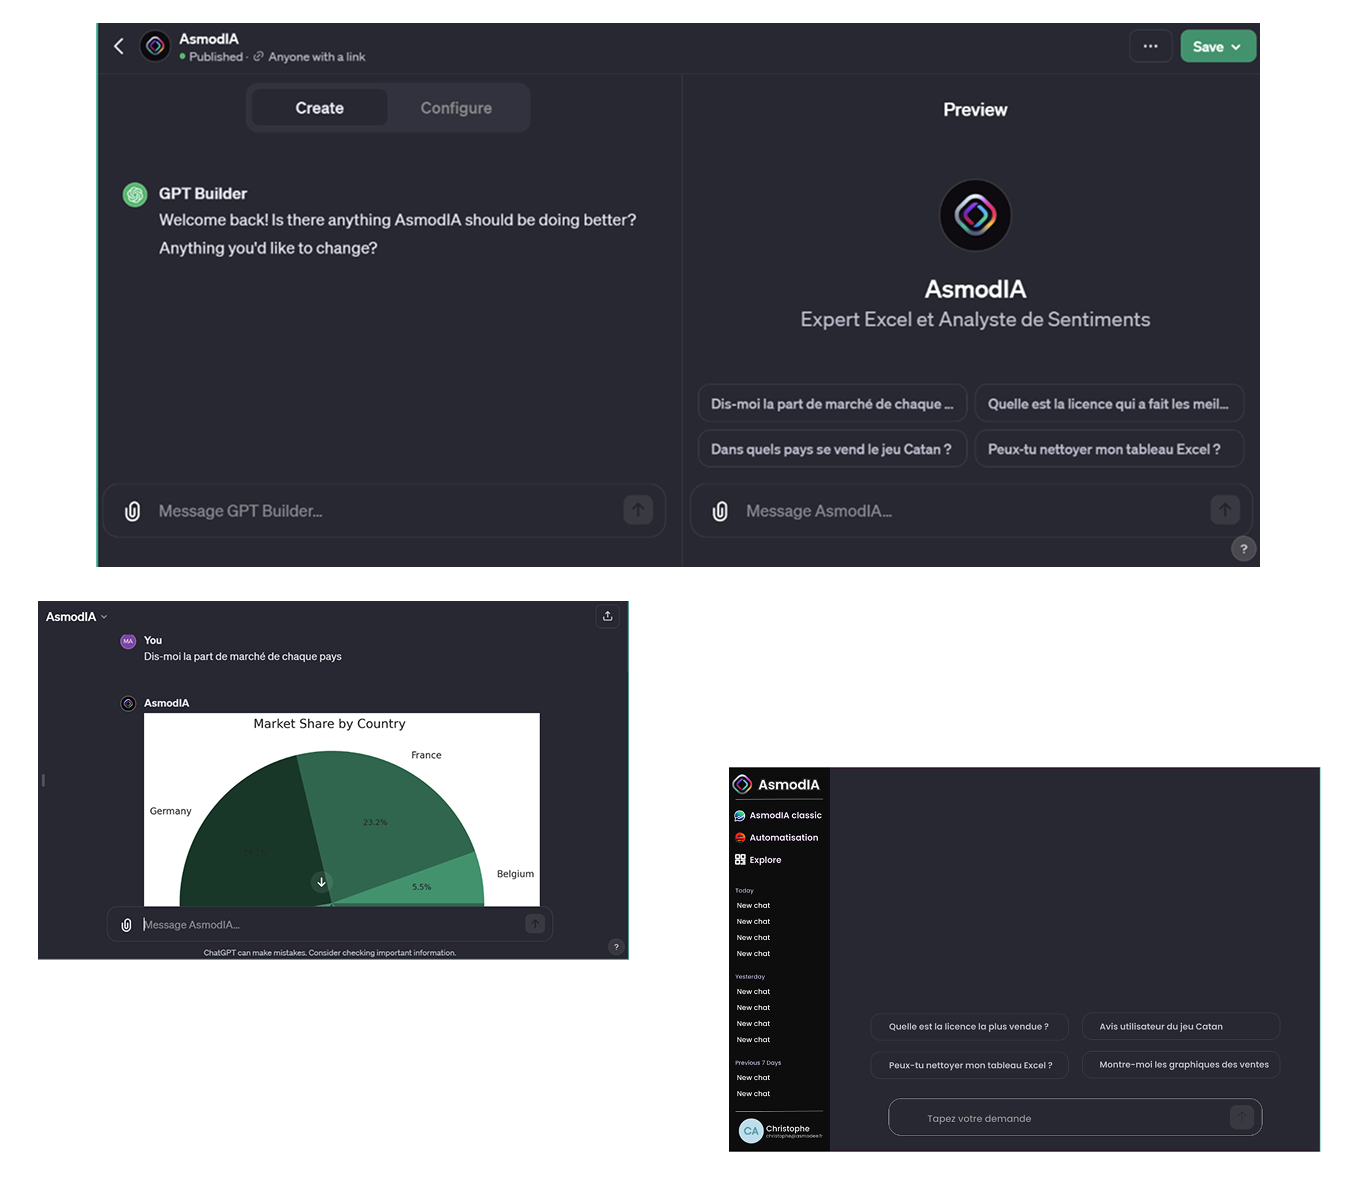 AsmodIA
Published · Anyone with a link
Save
Create
Configure
Preview
GPT Builder
Welcome back! Is there anything AsmodIA should be doing better?
Anything you'd like to change?
AsmodIA
Expert Excel et Analyste de Sentiments
Dis-moi la part de marché de chaque ...
Quelle est la licence qui a fait les meil...
Dans quels pays se vend le jeu Catan ?
Peux-tu nettoyer mon tableau Excel ?
Message GPT Builder...
Message AsmodIA...
?
AsmodIA
MA
You
Dis-moi la part de marché de chaque pays
AsmodIA
Market Share by Country
France
Germany
23.2%
Belgium
5.5%
Message AsmodIA...
ChatGPT can make mistakes. Consider checking important information.
?
AsmodIA
AsmodIA classic
Automatisation
Explore
Today
New chat
New chat
New chat
New chat
Yesterday
New chat
New chat
New chat
New chat
Previous 7 Days
New chat
New chat
CA
Christophe
christophe@asmodee.fr
Quelle est la licence la plus vendue ?
Avis utilisateur du jeu Catan
Peux-tu nettoyer mon tableau Excel ?
Montre-moi les graphiques des ventes
Tapez votre demande